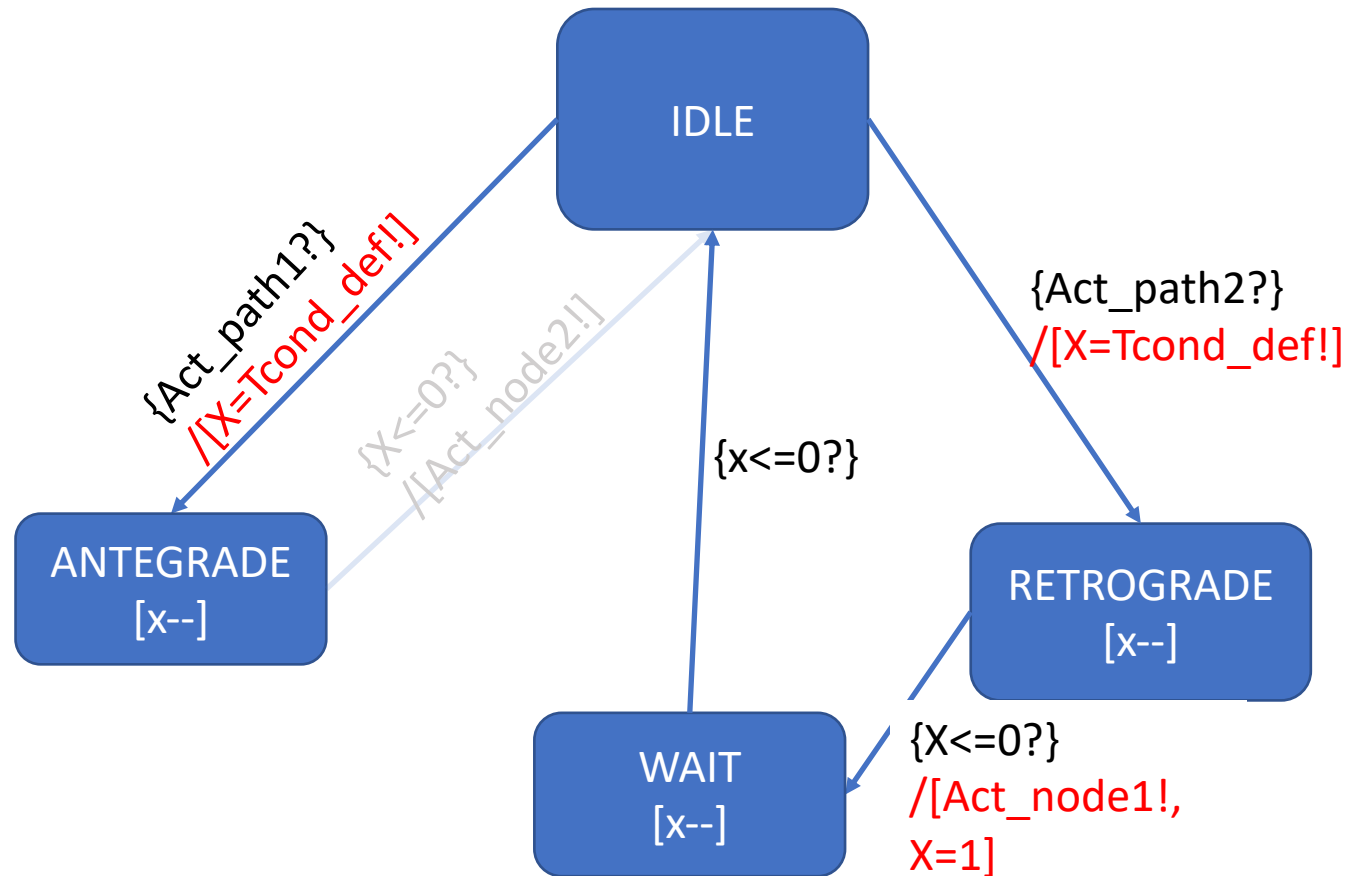 IDLE
{Act_path1?}
/[X=Tcond_def!]
{X<=0?}
/[Act_node2!]
{x<=0?}
{Act_path2?}
/[X=Tcond_def!]
ANTEGRADE
[x--]
RETROGRADE
[x--]
WAIT
[x--]
{X<=0?}
/[Act_node1!,
X=1]